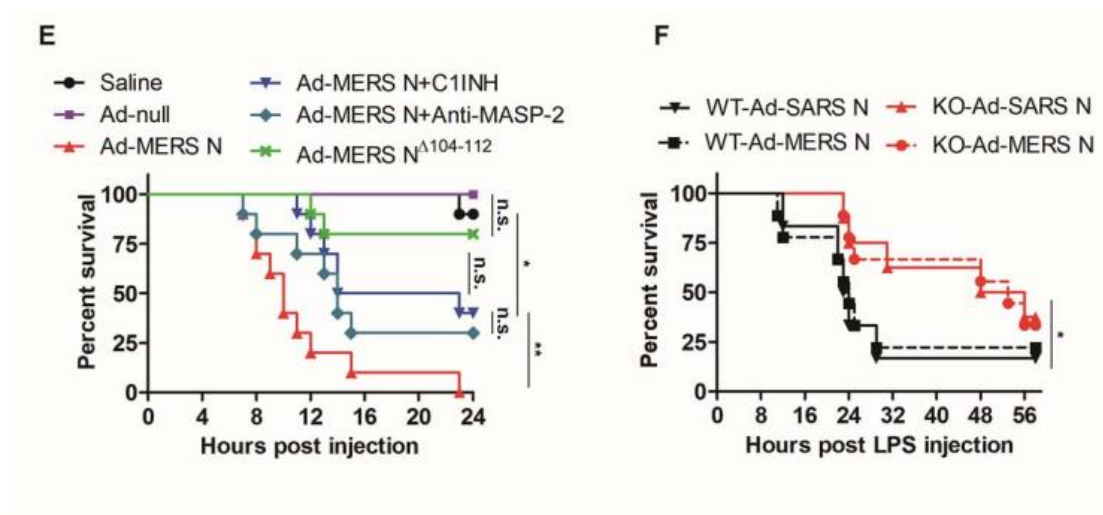 E
Saline
Ad-null
Ad-MERS N
Ad-MERS N+C1INH
Ad-MERS N+Anti-MASP-2
Ad-MERS NΔ104-112
Percent survival
100
75
50
25
0
0 4 8 12 16 20 24
Hours post injection
n.s.
*
n.s.
n.s.
**
F
WT-Ad-SARS N
WT-Ad-MERS N
KO-Ad-SARS N
KO-Ad-MERS N
Percent survival
100
75
50
25
0
0 8 16 24 32 40 48 56
Hours post LPS injection
*